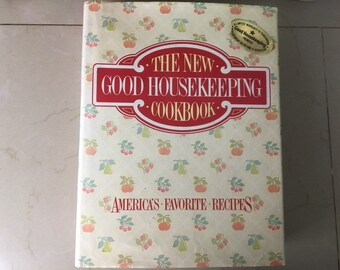 THE NEW
GOOD HOUSEKEEPING
·COOKBOOK·
AMERICA'S·FAVORITE·RECIPES